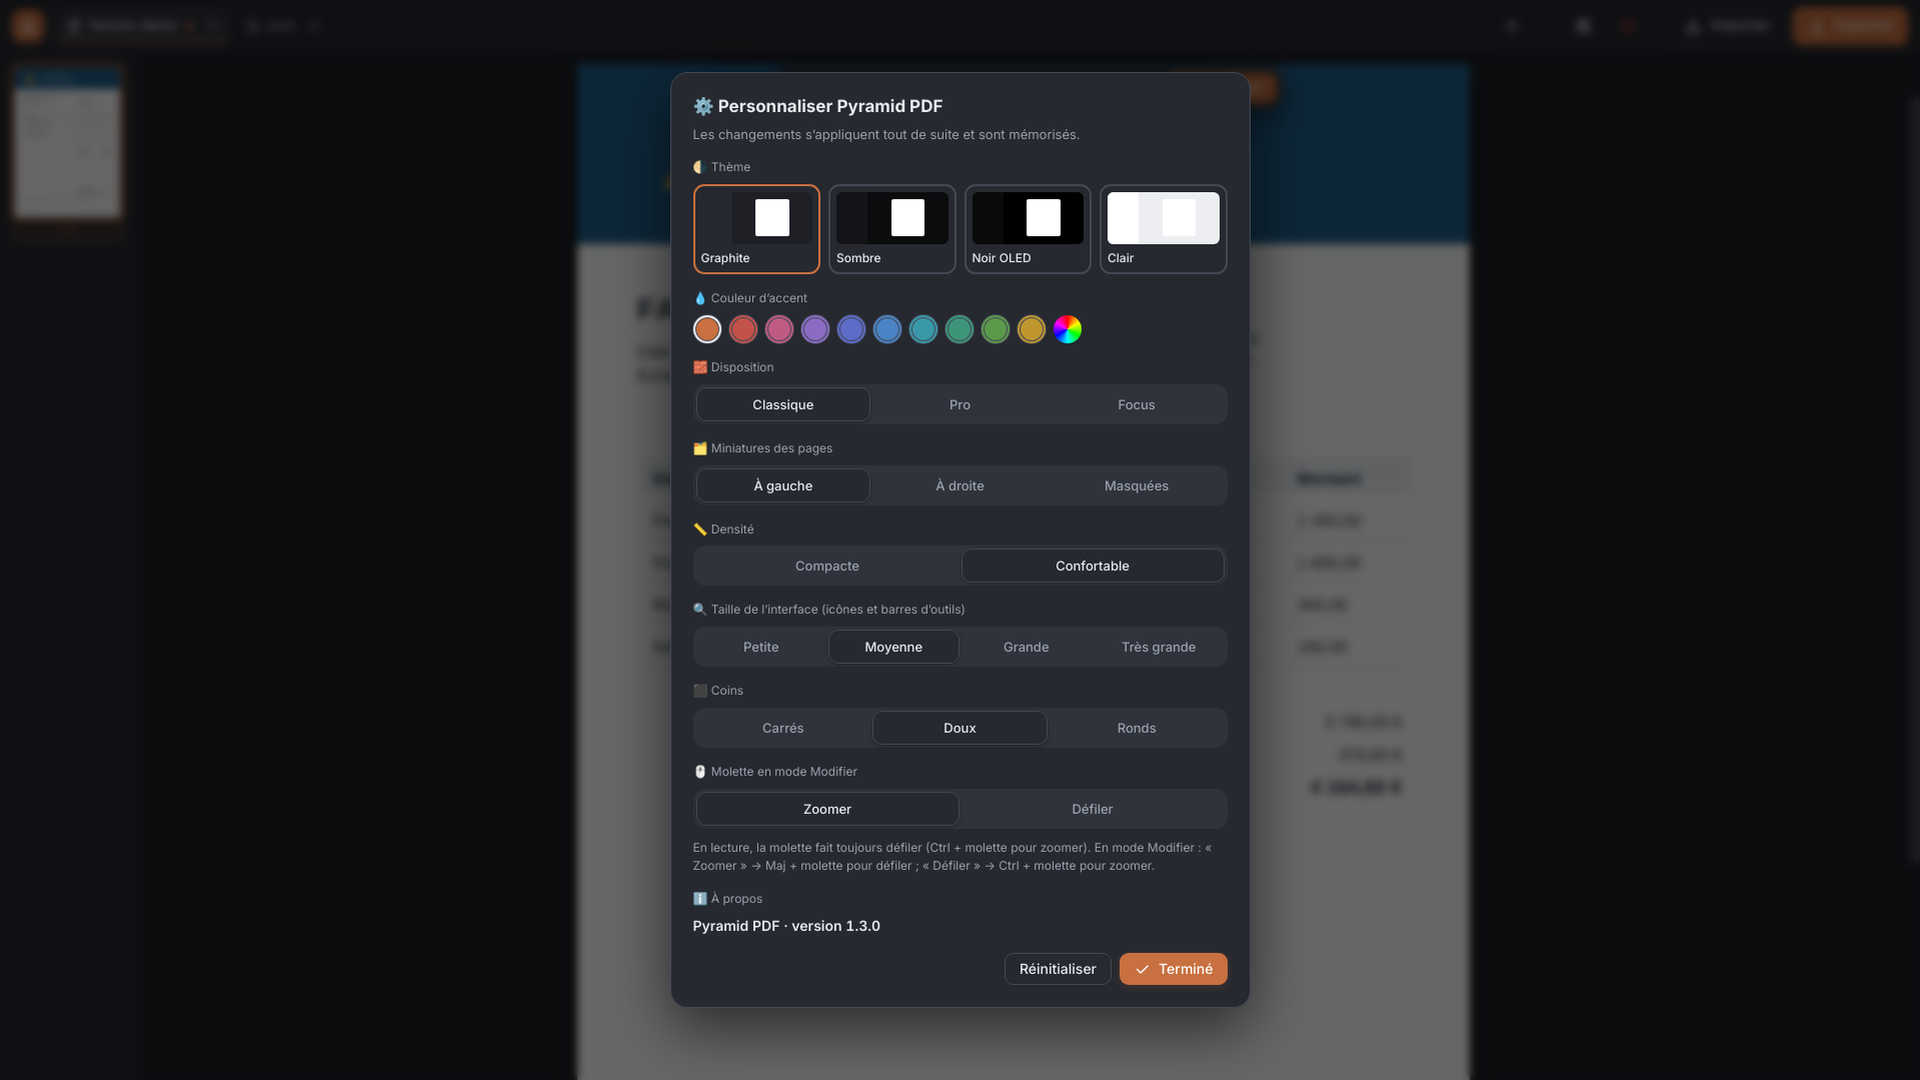 Personnaliser Pyramid PDF
Les changements s’appliquent tout de suite et sont mémorisés.
Thème
Graphite
Sombre
Noir OLED
Clair
Couleur d’accent
Disposition
Classique
Pro
Focus
Miniatures des pages
À gauche
À droite
Masquées
Densité
Compacte
Confortable
Taille de l’interface (icônes et barres d’outils)
Petite
Moyenne
Grande
Très grande
Coins
Carrés
Doux
Ronds
Molette en mode Modifier
Zoomer
Défiler
En lecture, la molette fait toujours défiler (Ctrl + molette pour zoomer). En mode Modifier : «
Zoomer » → Maj + molette pour défiler ; « Défiler » → Ctrl + molette pour zoomer.
À propos
Pyramid PDF · version 1.3.0
Réinitialiser
Terminé